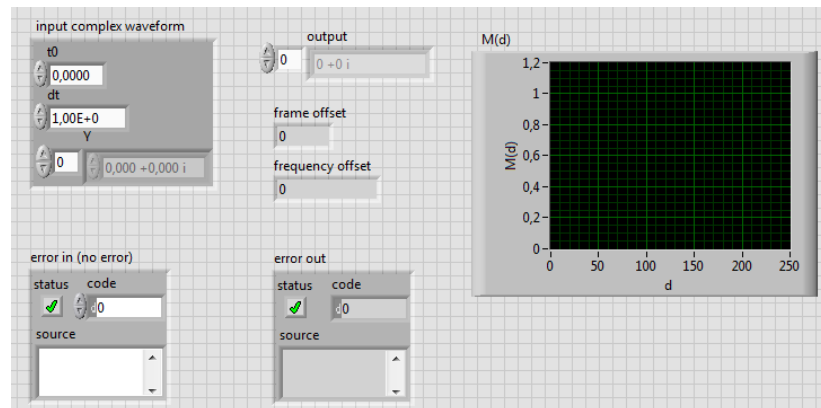 input complex waveform
t0
0,0000
dt
1,00E+0
Y
0
0,000 +0,000 i
output
0
0 +0 i
frame offset
0
frequency offset
0
M(d)
1,2
1
0,8
0,6
0,4
0,2
0
M(d)
0 50 100 150 200 250
d
error in (no error)
status code
d0
source
error out
status code
d0
source